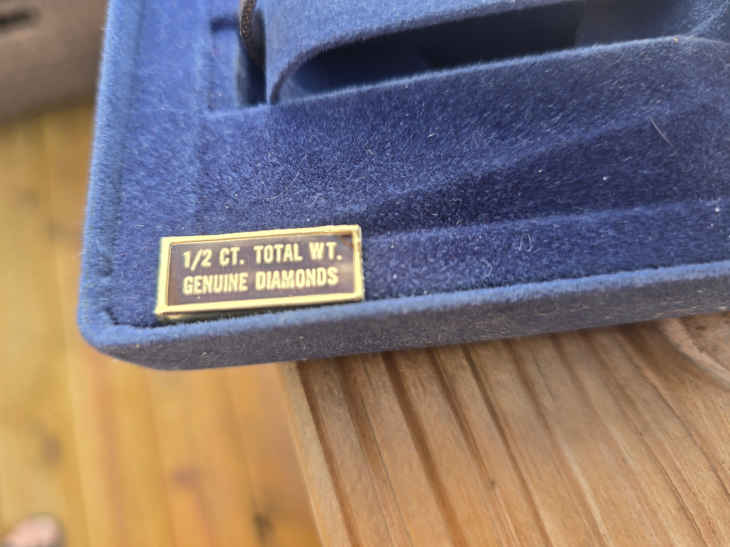 1/2 CT. TOTAL WT.
GENUINE DIAMONDS